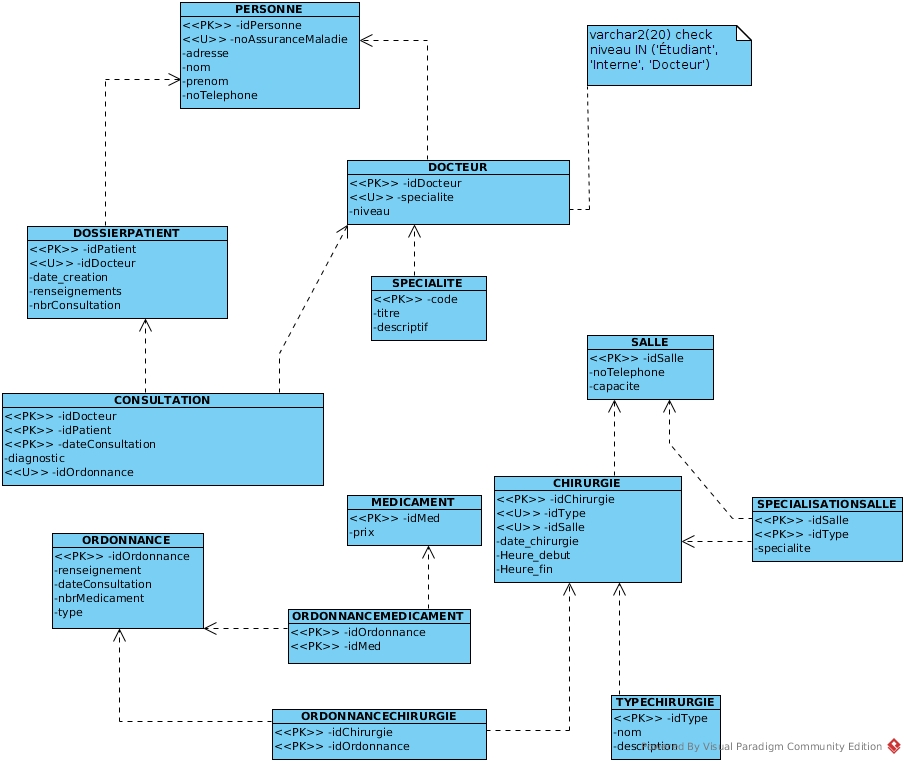 PERSONNE
<<PK>> -idPersonne
<<U>> -noAssuranceMaladie
-adresse
-nom
-prenom
-noTelephone
varchar2(20) check
niveau IN ('Étudiant',
'Interne', 'Docteur')
DOCTEUR
<<PK>> -idDocteur
<<U>> -specialite
-niveau
DOSSIERPATIENT
<<PK>> -idPatient
<<U>> -idDocteur
-date_creation
-renseignements
-nbrConsultation
SPECIALITE
<<PK>> -code
-titre
-descriptif
SALLE
<<PK>> -idSalle
-noTelephone
-capacite
CONSULTATION
<<PK>> -idDocteur
<<PK>> -idPatient
<<PK>> -dateConsultation
-diagnostic
<<U>> -idOrdonnance
CHIRURGIE
<<PK>> -idChirurgie
<<U>> -idType
<<U>> -idSalle
-date_chirurgie
-Heure_debut
-Heure_fin
MEDICAMENT
<<PK>> -idMed
-prix
SPECIALISATIONSALLE
<<PK>> -idSalle
<<PK>> -idType
-specialite
ORDONNANCE
<<PK>> -idOrdonnance
-renseignement
-dateConsultation
-nbrMedicament
-type
ORDONNANCEMEDICAMENT
<<PK>> -idOrdonnance
<<PK>> -idMed
ORDONNANCECHIRURGIE
<<PK>> -idChirurgie
<<PK>> -idOrdonnance
TYPECHIRURGIE
<<PK>> -idType
-nom
-description
Powered By Visual Paradigm Community Edition